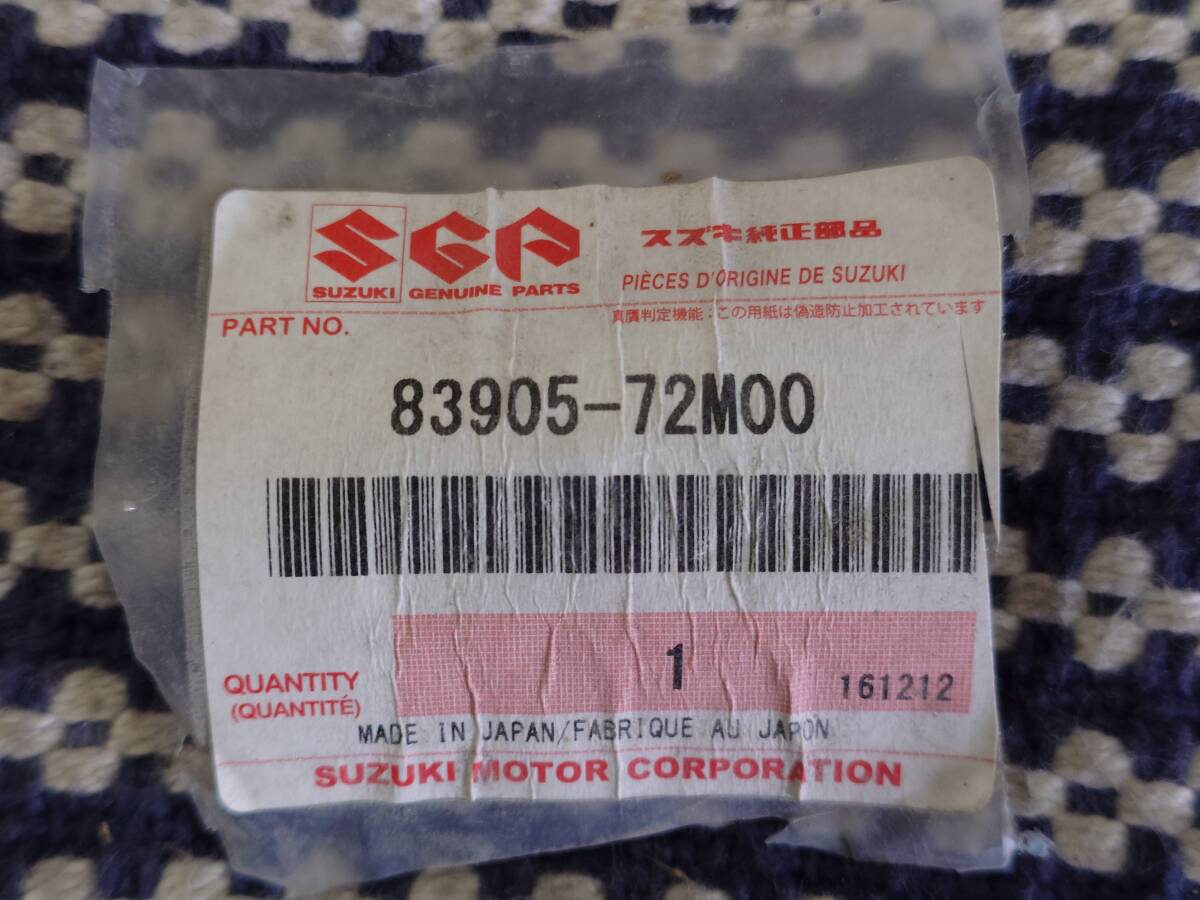 SGP スズキ純正部品
SUZUKI GENUINE PARTS PIÈCES D'ORIGINE DE SUZUKI
真贋判定機能：この用紙は偽造防止加工されています
PART NO.
83905-72M00
1
161212
QUANTITY
(QUANTITÉ)
MADE IN JAPAN/FABRIQUE AU JAPON
SUZUKI MOTOR CORPORATION